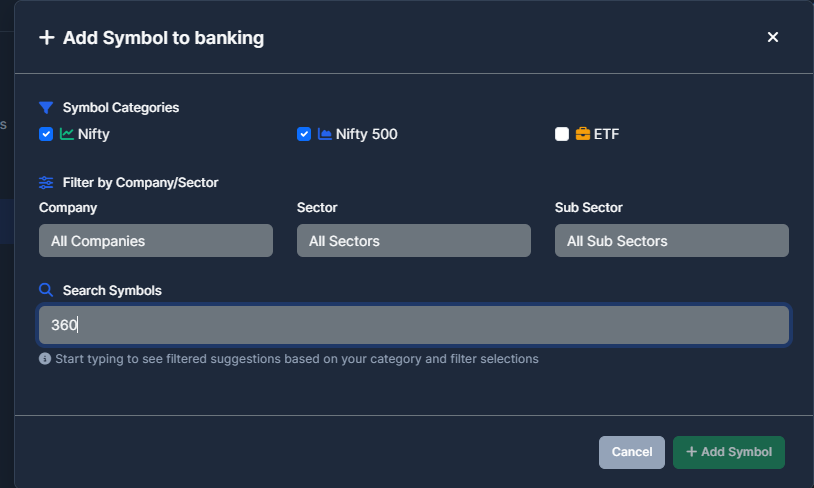 Add Symbol to banking
s
Symbol Categories
Nifty
Nifty 500
ETF
Filter by Company/Sector
Company
Sector
Sub Sector
All Companies
All Sectors
All Sub Sectors
Search Symbols
360
Start typing to see filtered suggestions based on your category and filter selections
Cancel
+ Add Symbol